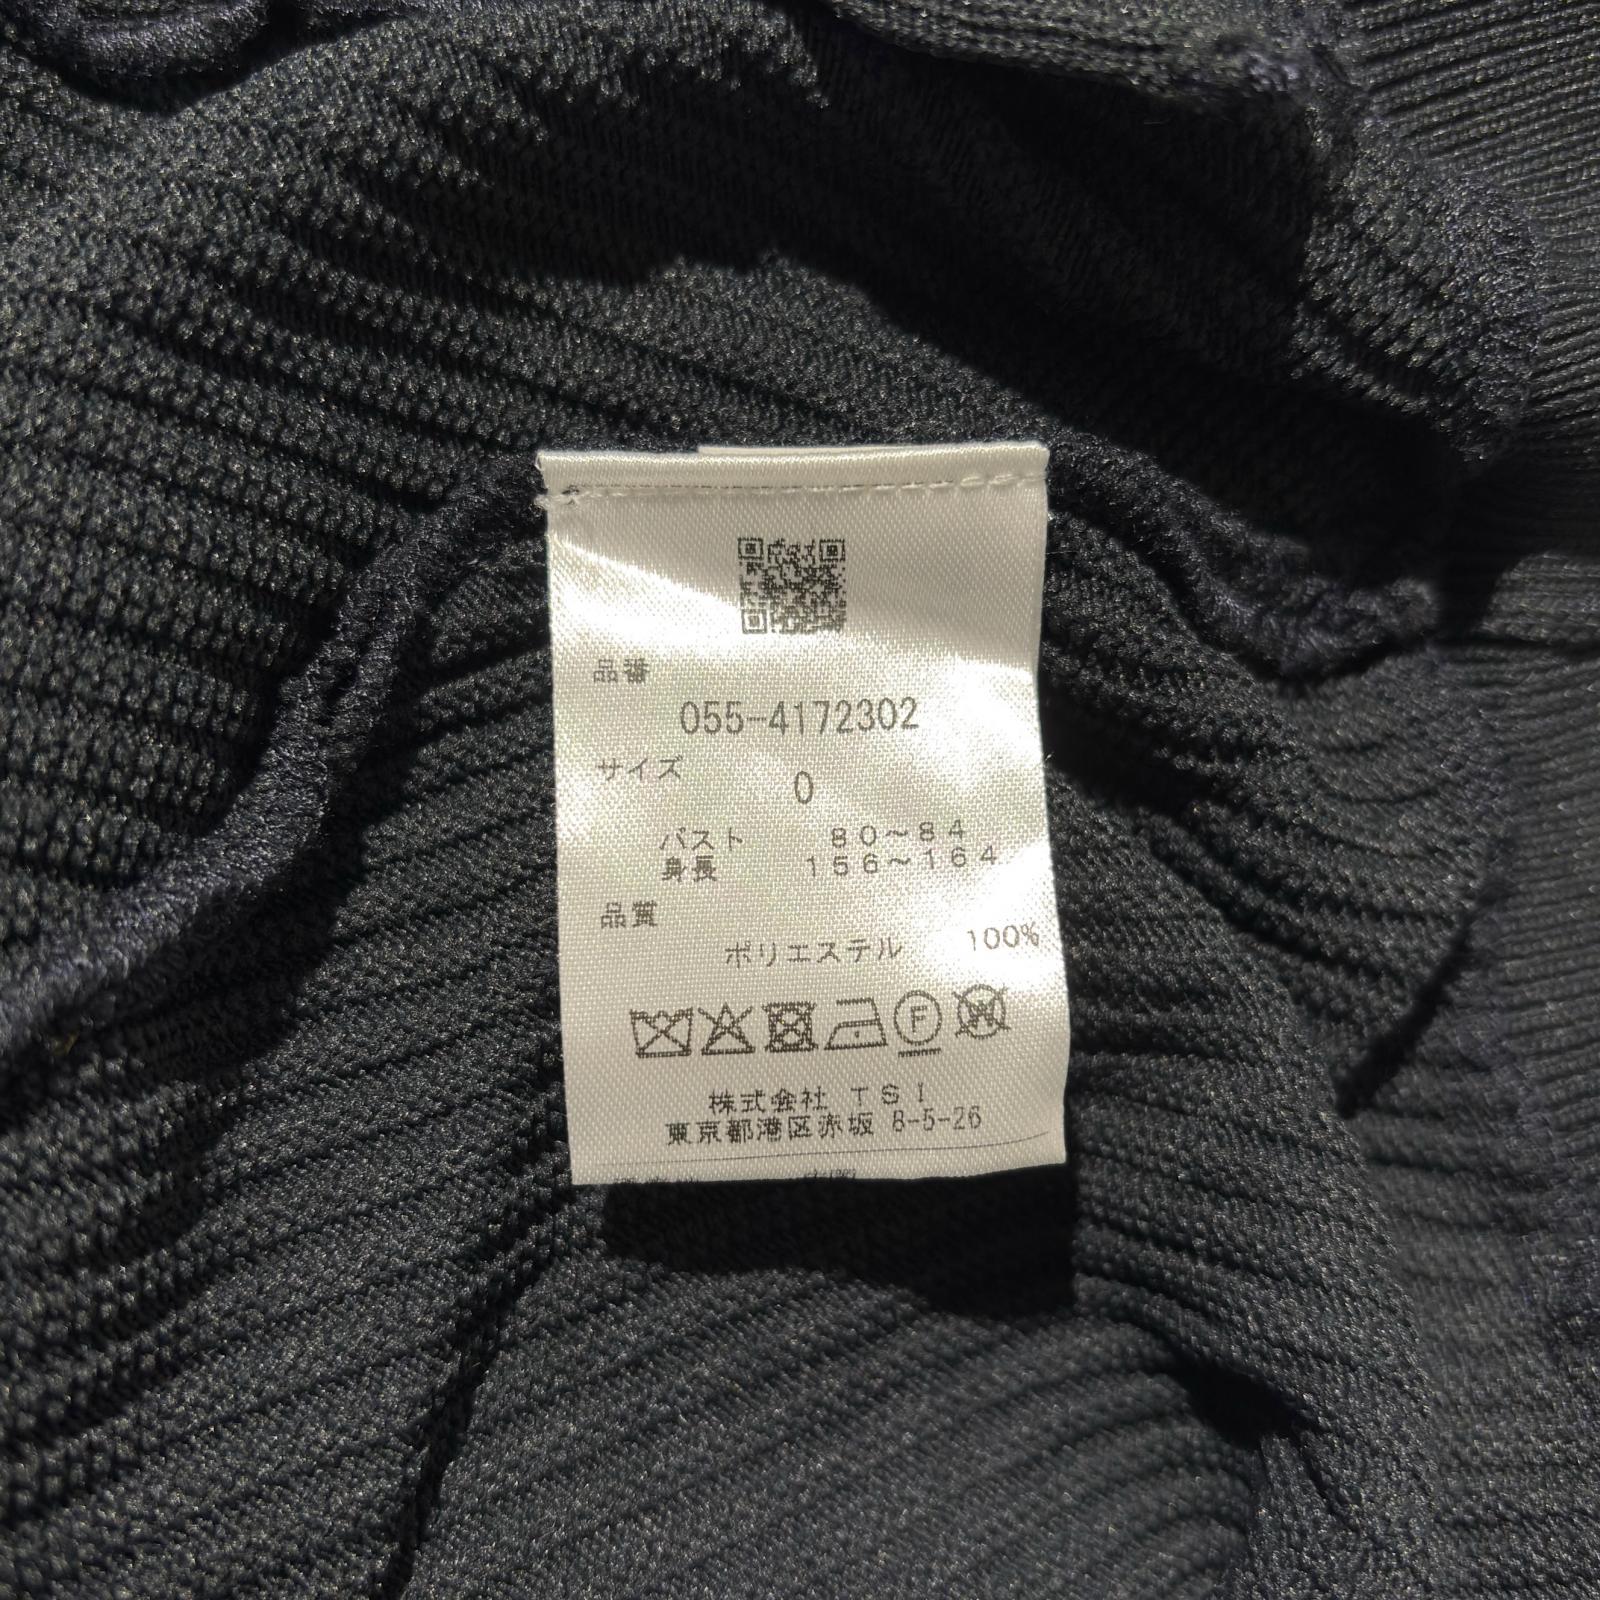 品番
055-4172302
サイズ
0
バスト 80～84
身長 156～164
品質
ポリエステル 100%
F
W
株式会社 TSI
東京都港区赤坂 8-5-26